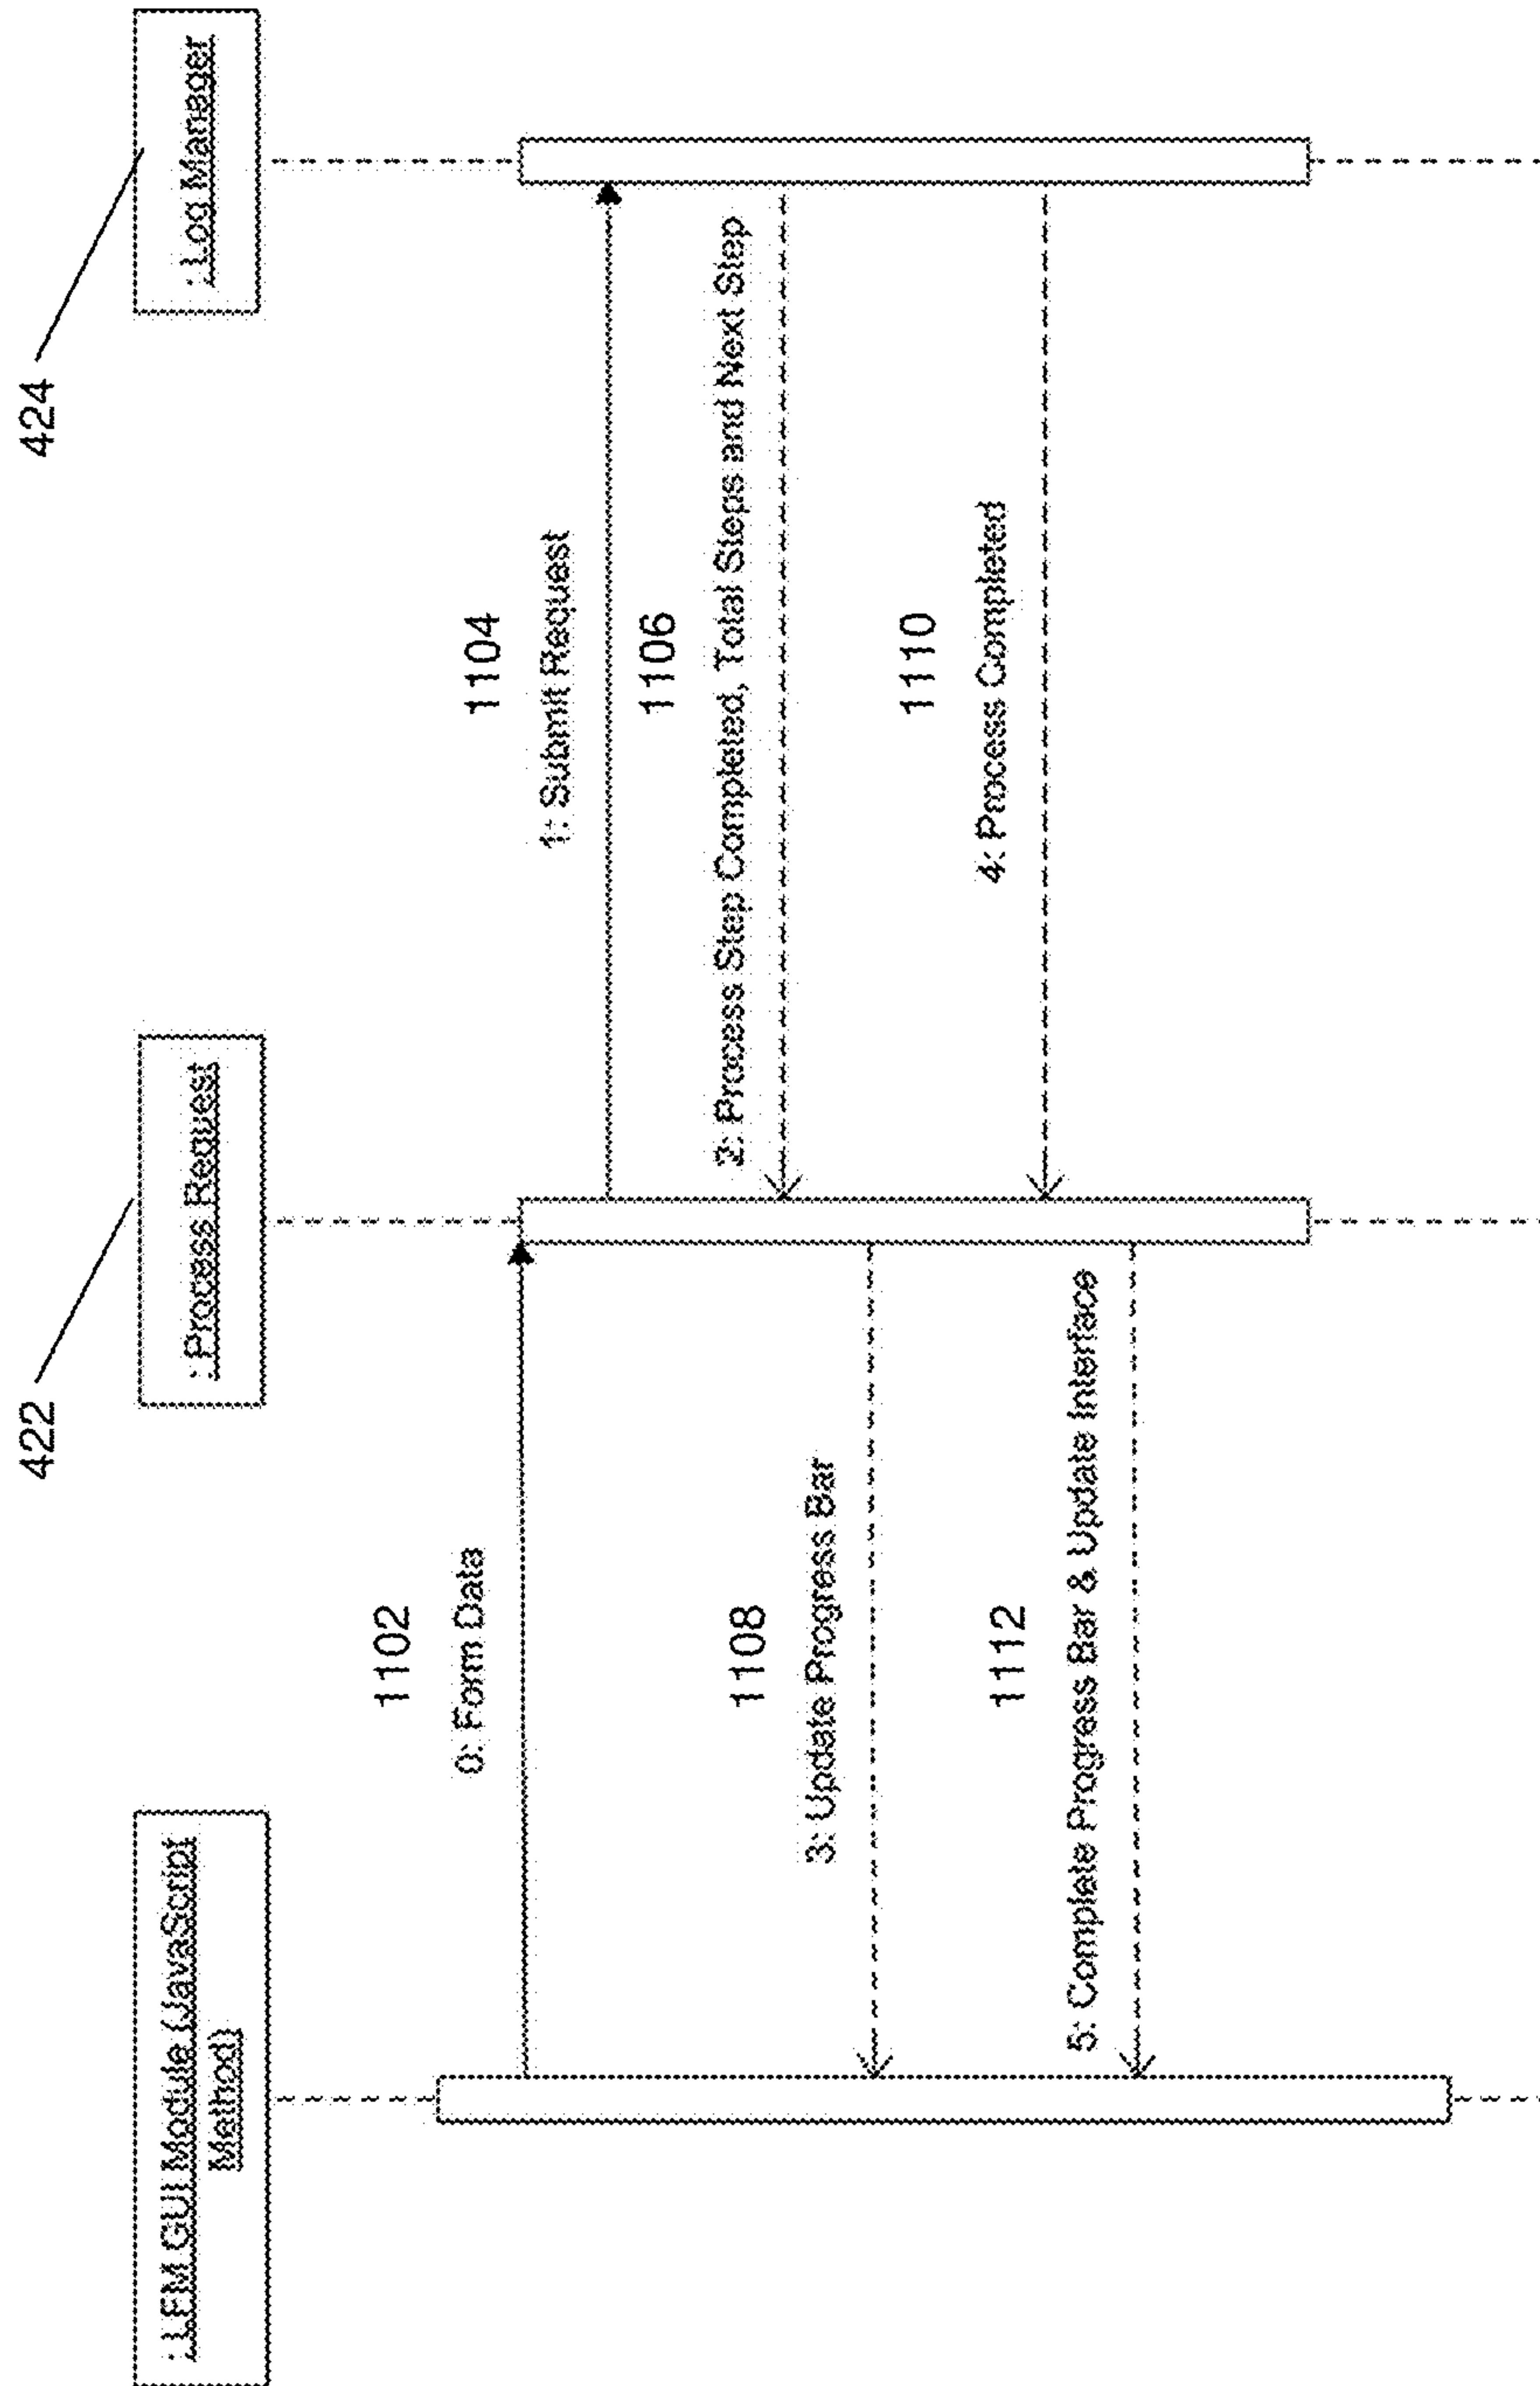 422
424
: LEM GUI Module (JavaScript
Method)
: Process Request
: Log Manager
1102
0: Form Data
1104
1: Submit Request
1106
2: Process Step Completed, Total Steps and Next Step
1108
3: Update Progress Bar
1110
4: Process Completed
1112
5: Complete Progress Bar & Update Interface